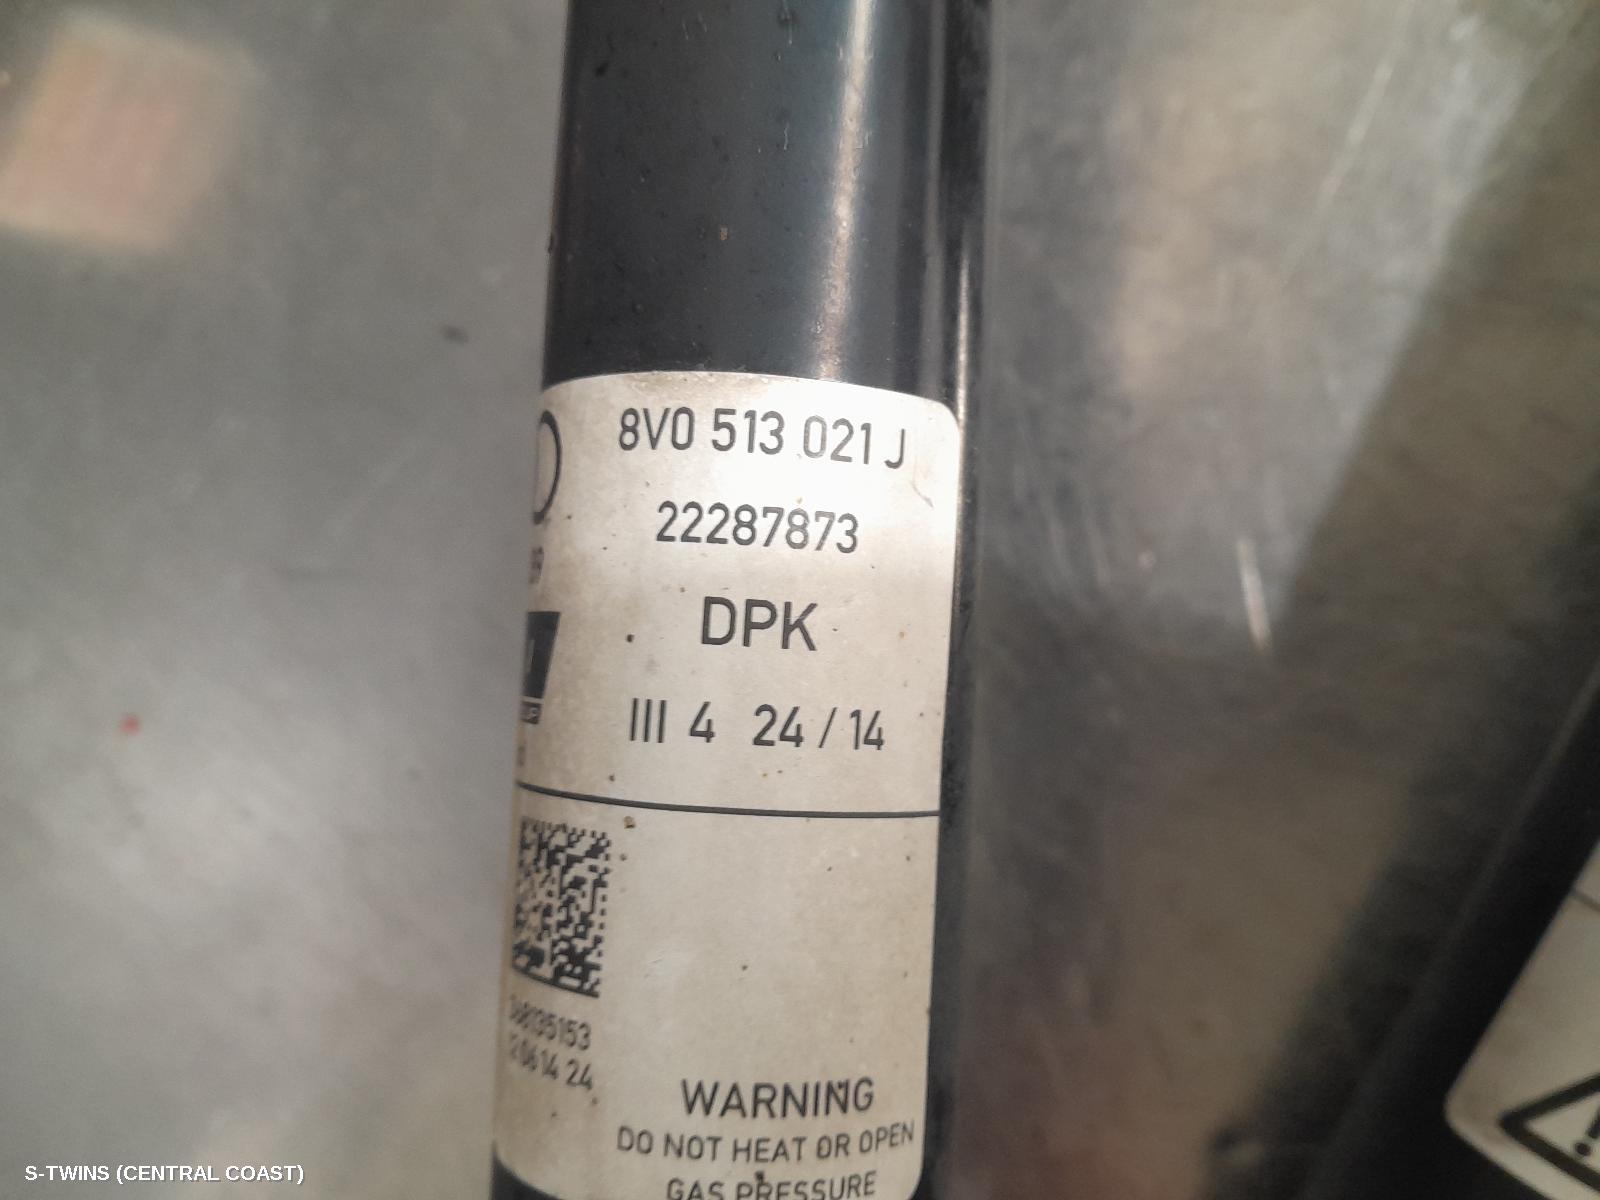 8V0 513 021 J
22287873
DPK
III 4 24 / 14
WARNING
DO NOT HEAT OR OPEN
GAS PRESSURE
S-TWINS (CENTRAL COAST)